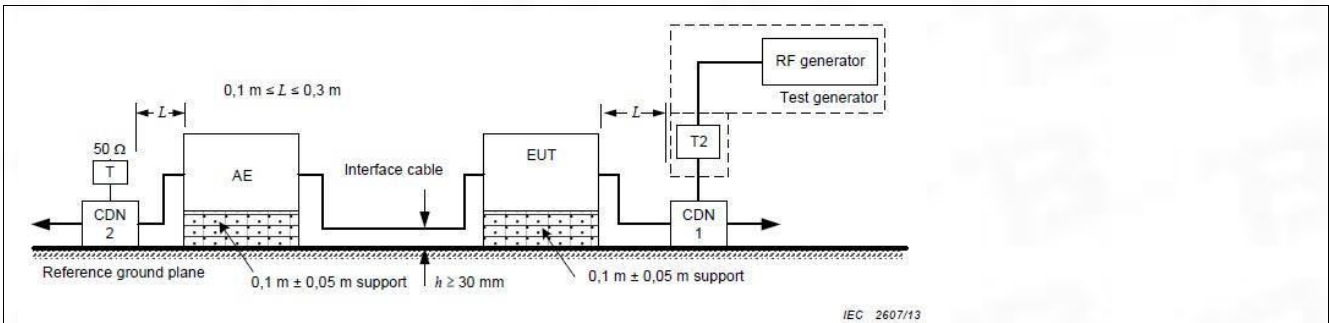 RF generator
Test generator
0,1 m ≤ L ≤ 0,3 m
L
L
50 Ω
T
T2
AE
Interface cable
EUT
CDN
2
CDN
1
Reference ground plane
0,1 m ± 0,05 m support
h ≥ 30 mm
0,1 m ± 0,05 m support
IEC 2607/13